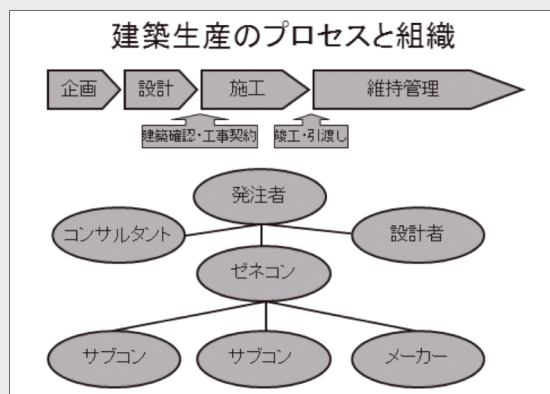 建築生産のプロセスと組織
企画
設計
施工
維持管理
建築確認・工事契約
竣工・引渡し
発注者
コンサルタント
設計者
ゼネコン
サブコン
サブコン
メーカー